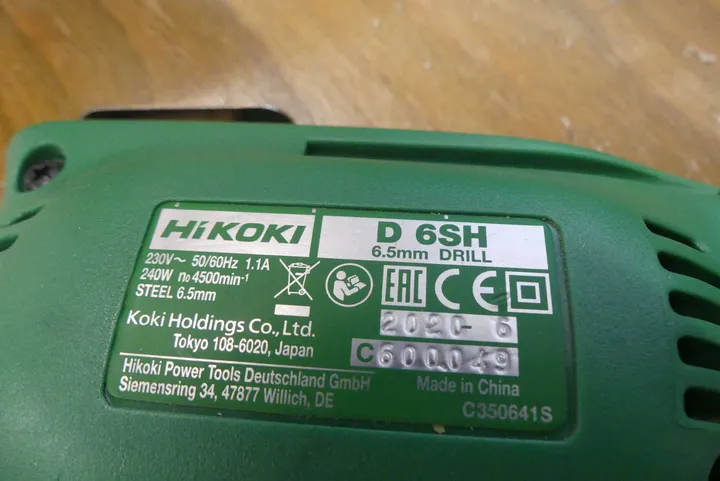 HiKOKI
D 6SH
6.5mm DRILL
230V～ 50/60Hz 1.1A
240W n₀ 4500min⁻¹
STEEL 6.5mm
EAC CE
Koki Holdings Co., Ltd.
Tokyo 108-6020, Japan
2020- 6
C600049
Hikoki Power Tools Deutschland GmbH
Siemensring 34, 47877 Willich, DE
Made in China
C350641S